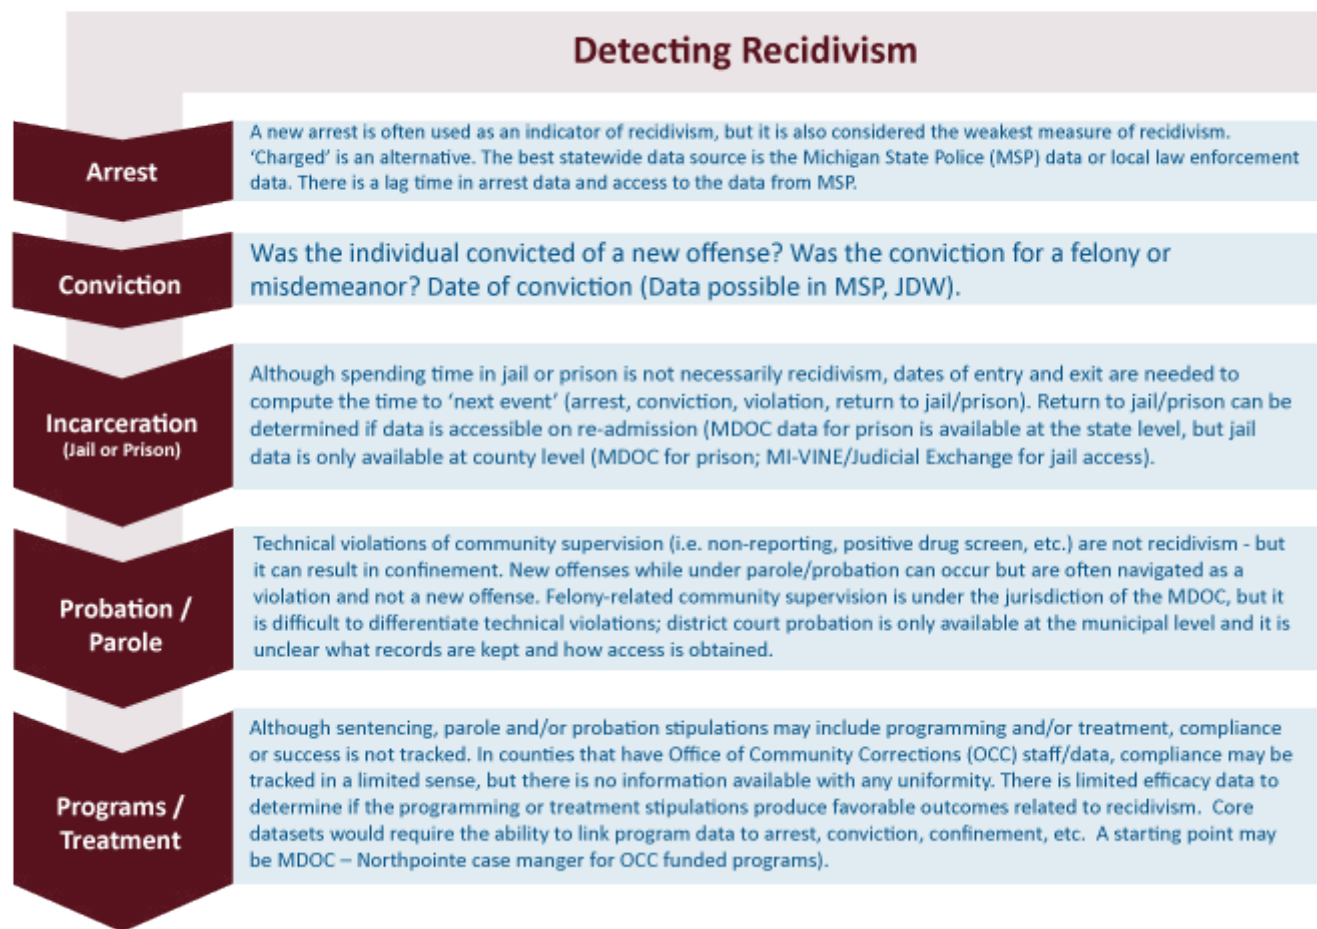 Detecting Recidivism
Arrest
A new arrest is often used as an indicator of recidivism, but it is also considered the weakest measure of recidivism.
‘Charged’ is an alternative. The best statewide data source is the Michigan State Police (MSP) data or local law enforcement
data. There is a lag time in arrest data and access to the data from MSP.
Conviction
Was the individual convicted of a new offense? Was the conviction for a felony or
misdemeanor? Date of conviction (Data possible in MSP, JDW).
Incarceration
(Jail or Prison)
Although spending time in jail or prison is not necessarily recidivism, dates of entry and exit are needed to
compute the time to ‘next event’ (arrest, conviction, violation, return to jail/prison). Return to jail/prison can be
determined if data is accessible on re-admission (MDOC data for prison is available at the state level, but jail
data is only available at county level (MDOC for prison; MI-VINE/Judicial Exchange for jail access).
Probation /
Parole
Technical violations of community supervision (i.e. non-reporting, positive drug screen, etc.) are not recidivism - but
it can result in confinement. New offenses while under parole/probation can occur but are often navigated as a
violation and not a new offense. Felony-related community supervision is under the jurisdiction of the MDOC, but it
is difficult to differentiate technical violations; district court probation is only available at the municipal level and it is
unclear what records are kept and how access is obtained.
Programs /
Treatment
Although sentencing, parole and/or probation stipulations may include programming and/or treatment, compliance
or success is not tracked. In counties that have Office of Community Corrections (OCC) staff/data, compliance may be
tracked in a limited sense, but there is no information available with any uniformity. There is limited efficacy data to
determine if the programming or treatment stipulations produce favorable outcomes related to recidivism. Core
datasets would require the ability to link program data to arrest, conviction, confinement, etc. A starting point may
be MDOC – Northpointe case manger for OCC funded programs).